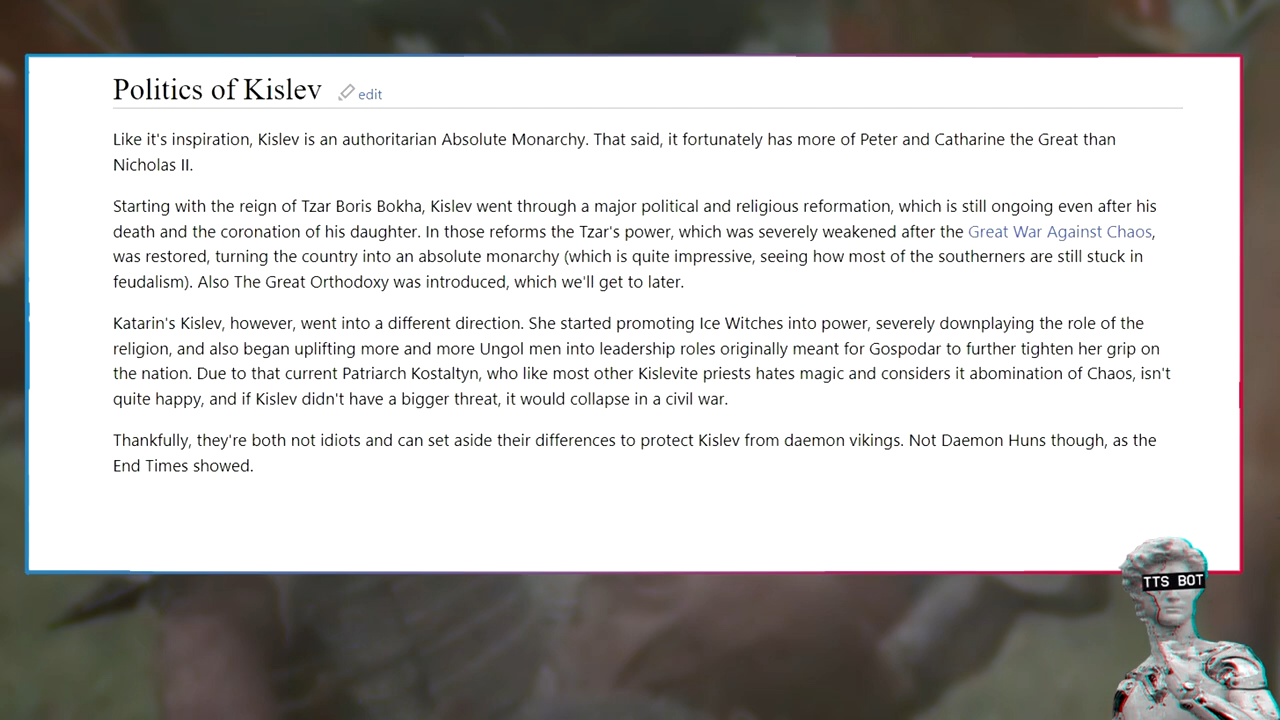 Politics of Kislev edit
Like it's inspiration, Kislev is an authoritarian Absolute Monarchy. That said, it fortunately has more of Peter and Catharine the Great than
Nicholas II.
Starting with the reign of Tzar Boris Bokha, Kislev went through a major political and religious reformation, which is still ongoing even after his
death and the coronation of his daughter. In those reforms the Tzar's power, which was severely weakened after the Great War Against Chaos,
was restored, turning the country into an absolute monarchy (which is quite impressive, seeing how most of the southerners are still stuck in
feudalism). Also The Great Orthodoxy was introduced, which we'll get to later.
Katarin's Kislev, however, went into a different direction. She started promoting Ice Witches into power, severely downplaying the role of the
religion, and also began uplifting more and more Ungol men into leadership roles originally meant for Gospodar to further tighten her grip on
the nation. Due to that current Patriarch Kostaltyn, who like most other Kislevite priests hates magic and considers it abomination of Chaos, isn't
quite happy, and if Kislev didn't have a bigger threat, it would collapse in a civil war.
Thankfully, they're both not idiots and can set aside their differences to protect Kislev from daemon vikings. Not Daemon Huns though, as the
End Times showed.
TTS BOT